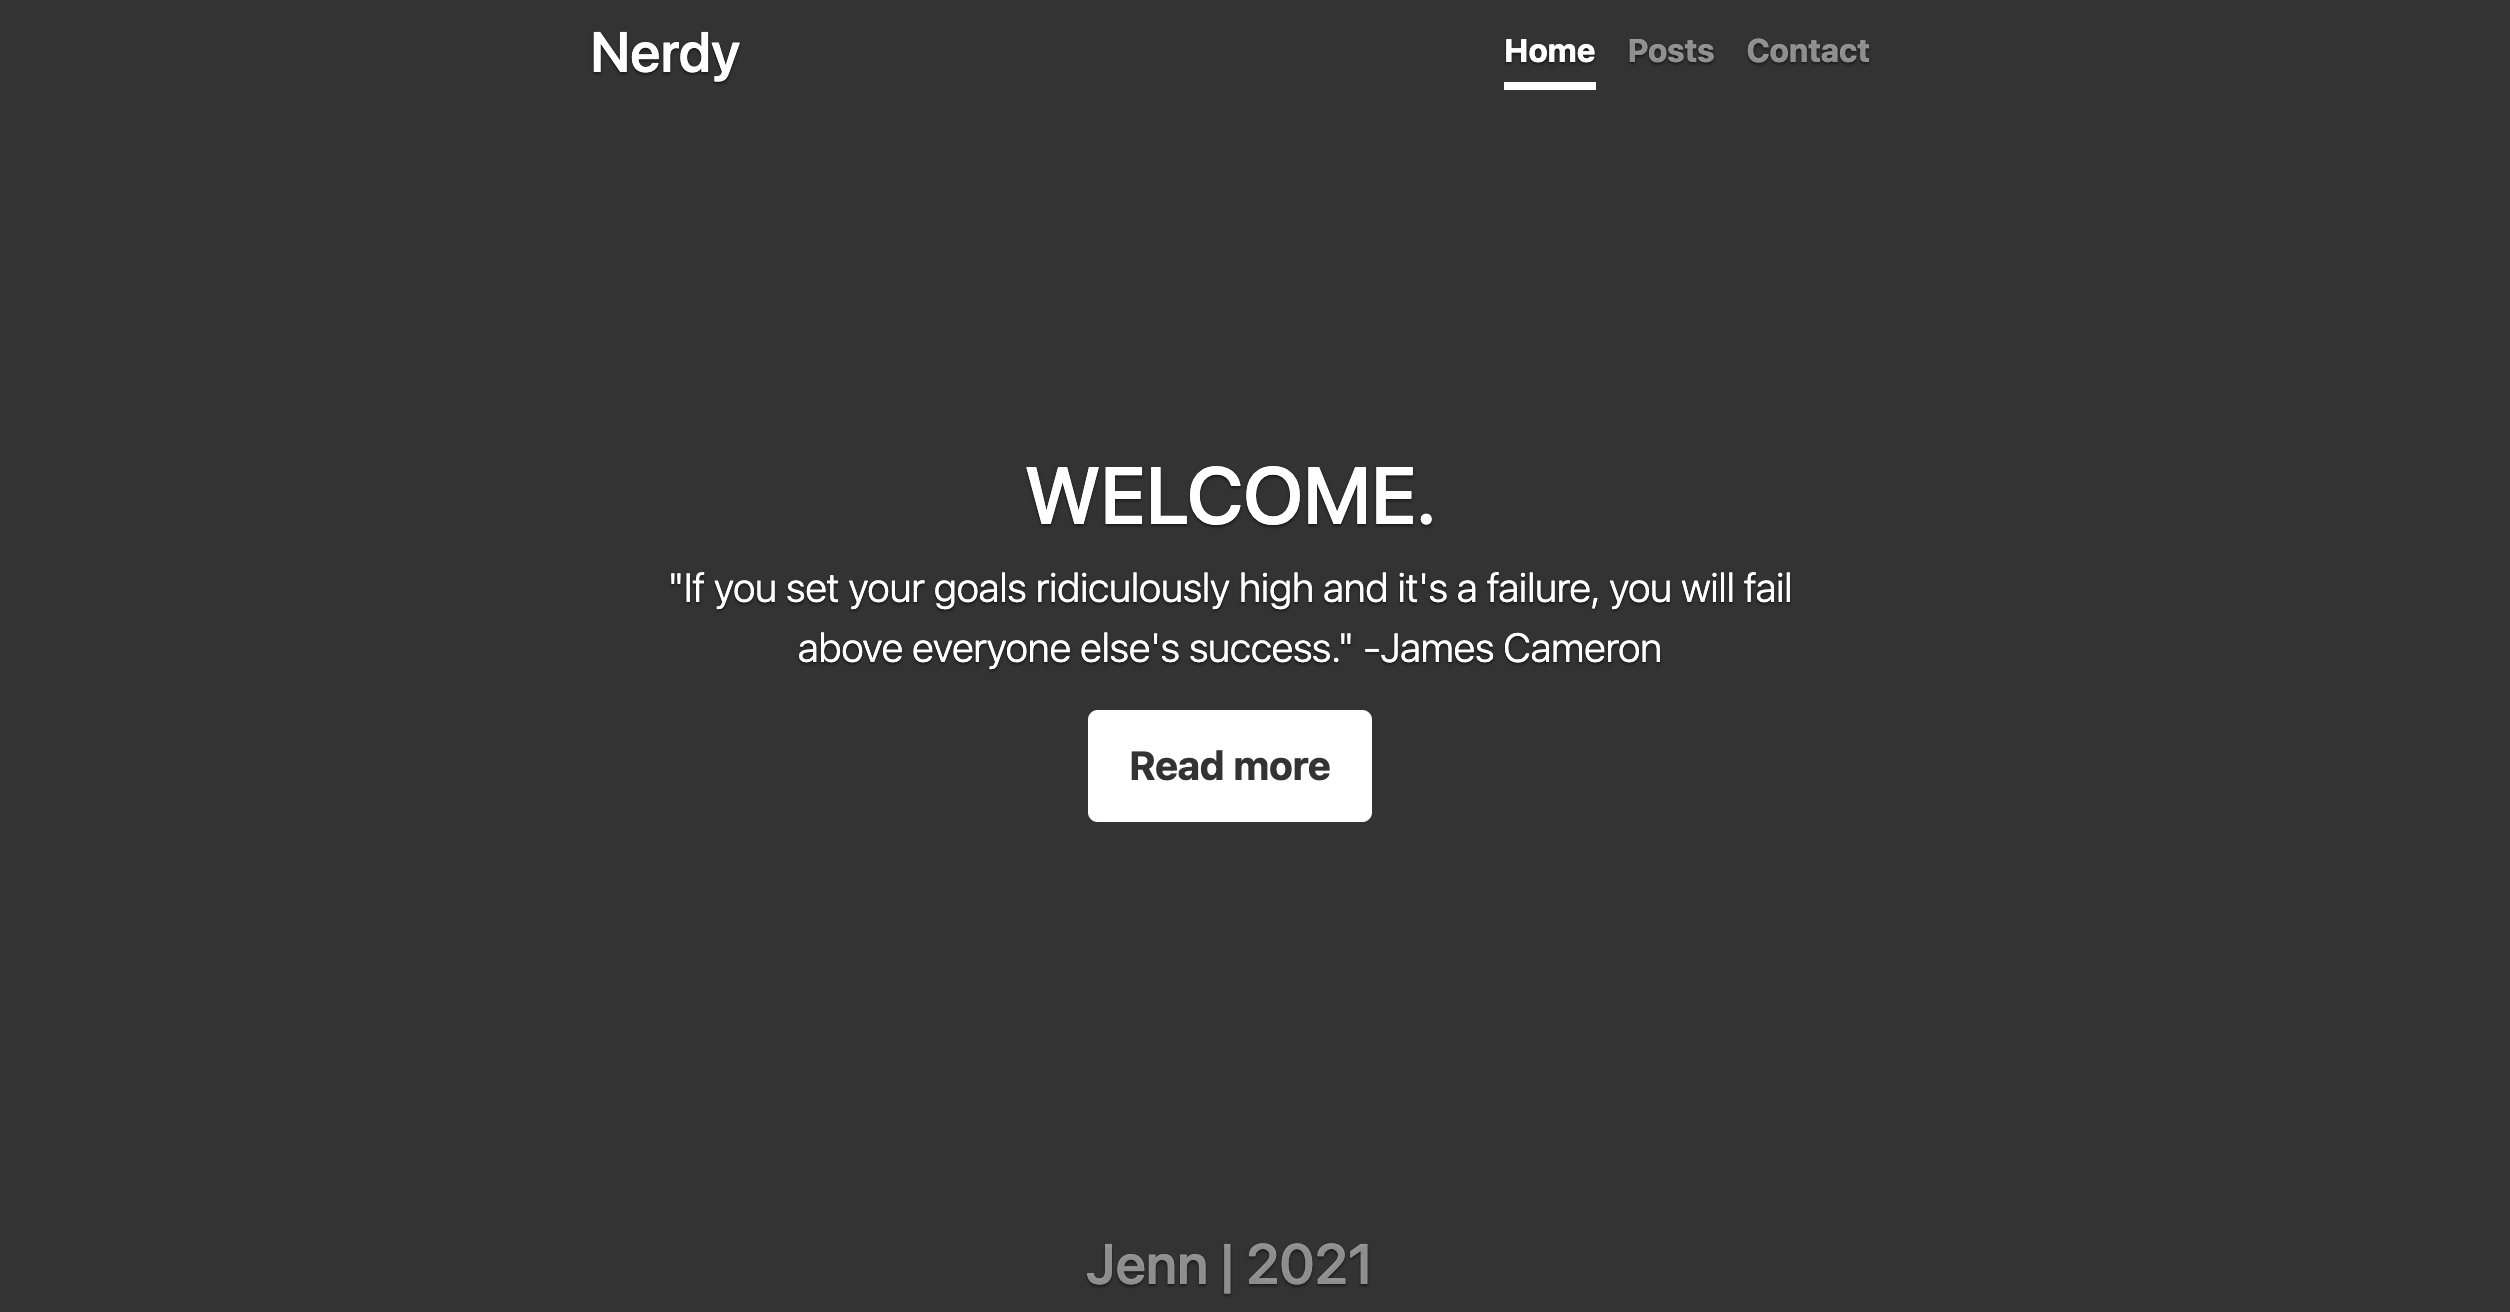 Nerdy
Home Posts Contact
WELCOME.
"If you set your goals ridiculously high and it's a failure, you will fail
above everyone else's success." -James Cameron
Read more
Jenn | 2021